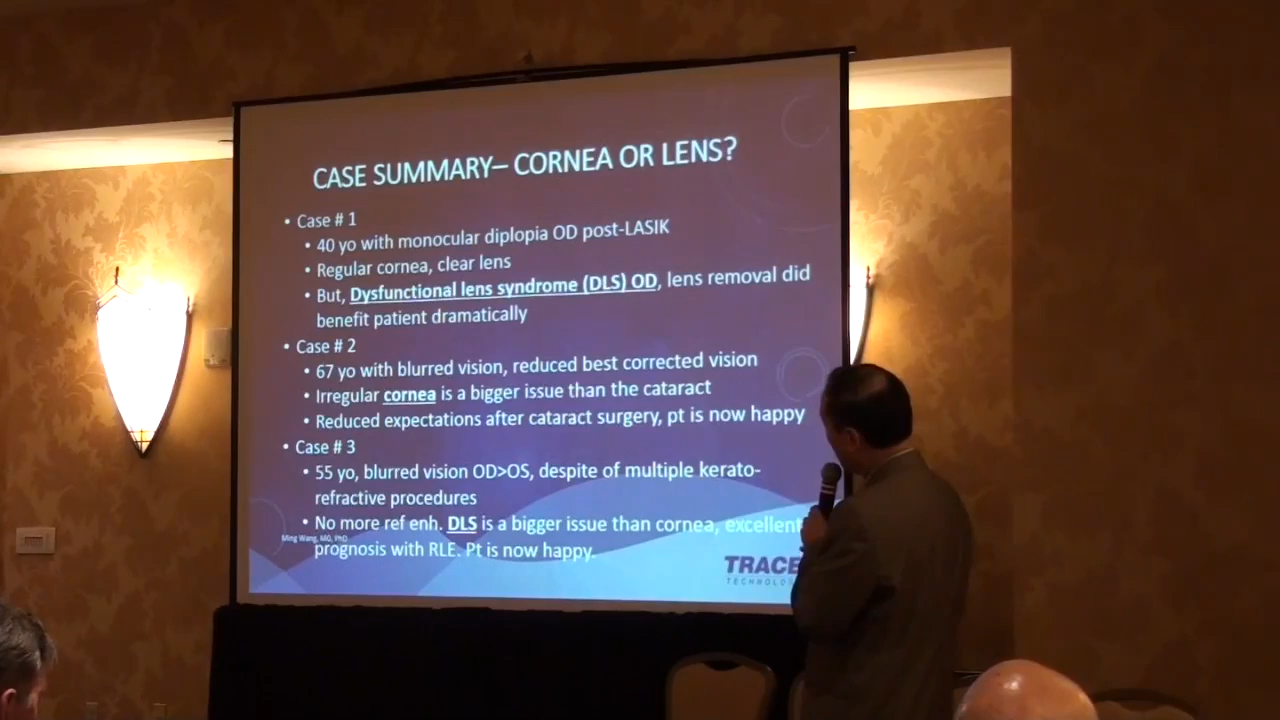 CASE SUMMARY– CORNEA OR LENS?
• Case # 1
• 40 yo with monocular diplopia OD post-LASIK
• Regular cornea, clear lens
• But, Dysfunctional lens syndrome (DLS) OD, lens removal did
benefit patient dramatically
• Case # 2
• 67 yo with blurred vision, reduced best corrected vision
• Irregular cornea is a bigger issue than the cataract
• Reduced expectations after cataract surgery, pt is now happy
• Case # 3
• 55 yo, blurred vision OD>OS, despite of multiple kerato-
refractive procedures
• No more ref enh. DLS is a bigger issue than cornea, excellent
prognosis with RLE. Pt is now happy.
Ming Wang, MD, PhD
TRACE
TECHNOLO